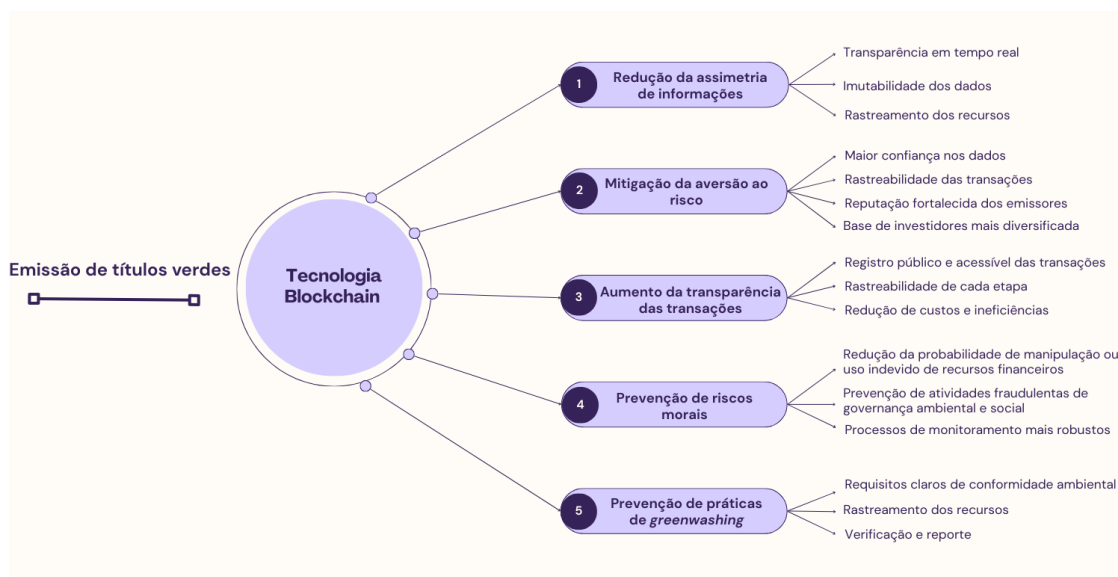 Emissão de títulos verdes
Tecnologia
Blockchain
1
Redução da assimetria
de informações
Transparência em tempo real
Imutabilidade dos dados
Rastreamento dos recursos
2
Mitigação da aversão ao
risco
Maior confiança nos dados
Rastreabilidade das transações
Reputação fortalecida dos emissores
Base de investidores mais diversificada
3
Aumento da transparência
das transações
Registro público e acessível das transações
Rastreabilidade de cada etapa
Redução de custos e ineficiências
4
Prevenção de riscos
morais
Redução da probabilidade de manipulação ou
uso indevido de recursos financeiros
Prevenção de atividades fraudulentas de
governança ambiental e social
Processos de monitoramento mais robustos
5
Prevenção de práticas
de greenwashing
Requisitos claros de conformidade ambiental
Rastreamento dos recursos
Verificação e reporte